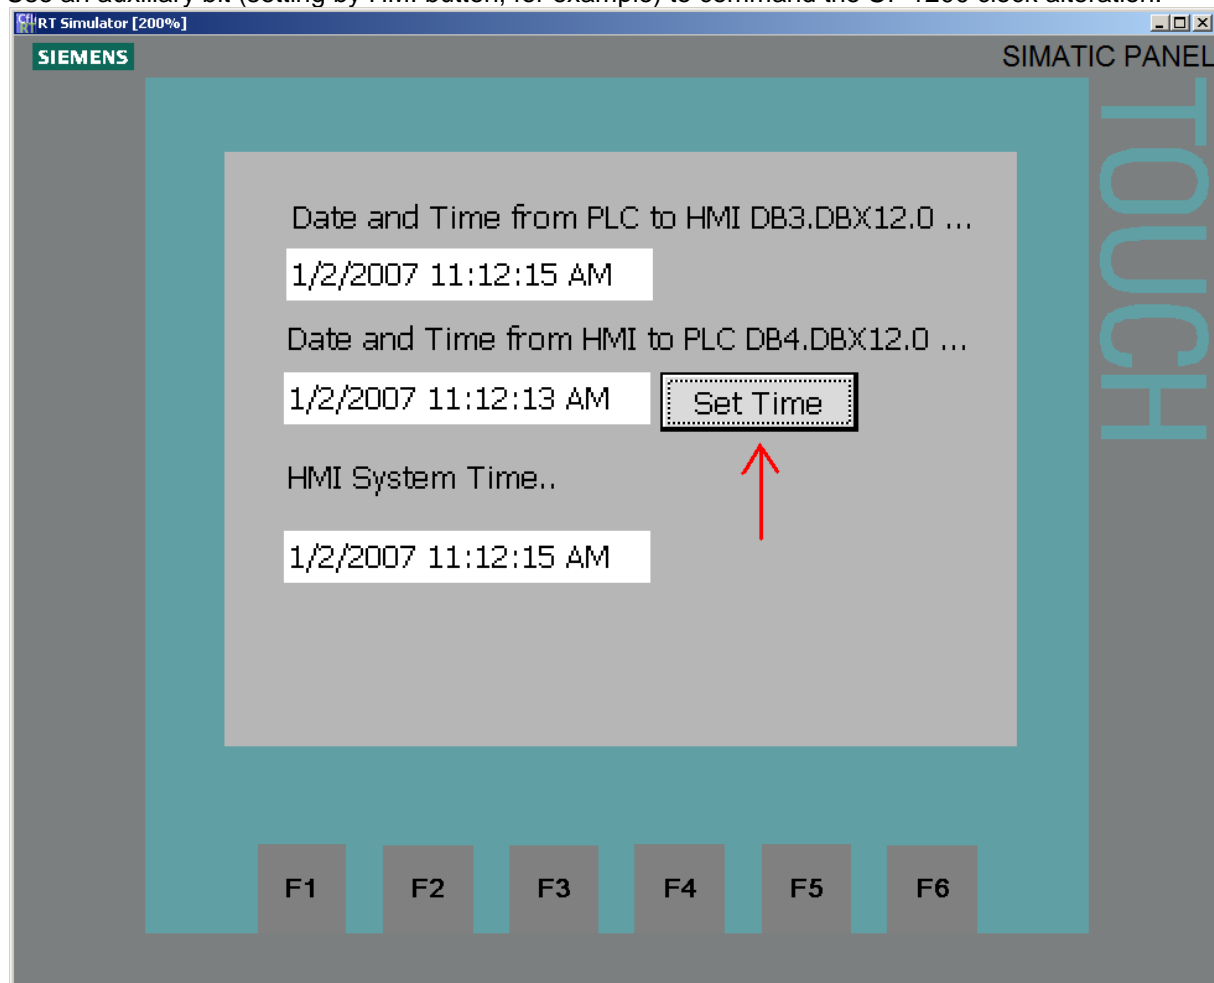 RT Simulator [200%]
SIEMENS
SIMATIC PANEL
TOUCH
Date and Time from PLC to HMI DB3.DBX12.0 ...
1/2/2007 11:12:15 AM
Date and Time from HMI to PLC DB4.DBX12.0 ...
1/2/2007 11:12:13 AM
Set Time
HMI System Time..
1/2/2007 11:12:15 AM
F1 F2 F3 F4 F5 F6